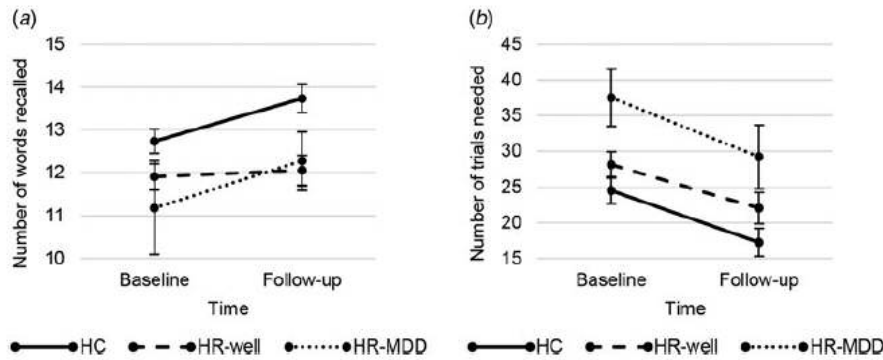 (a)
Number of words recalled
15
14
13
12
11
10
Baseline Follow-up
Time
HC HR-well HR-MDD
(b)
Number of trials needed
45
40
35
30
25
20
15
Baseline Follow-up
Time
HC HR-well HR-MDD